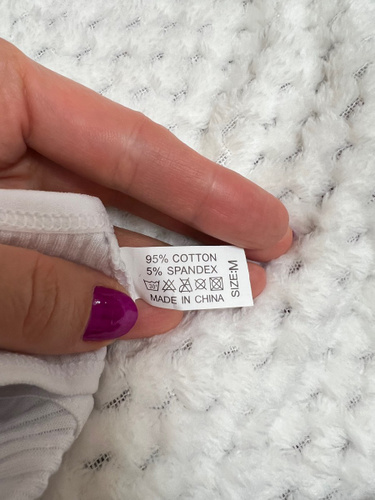 95% COTTON
5% SPANDEX
MADE IN CHINA
SIZE:M